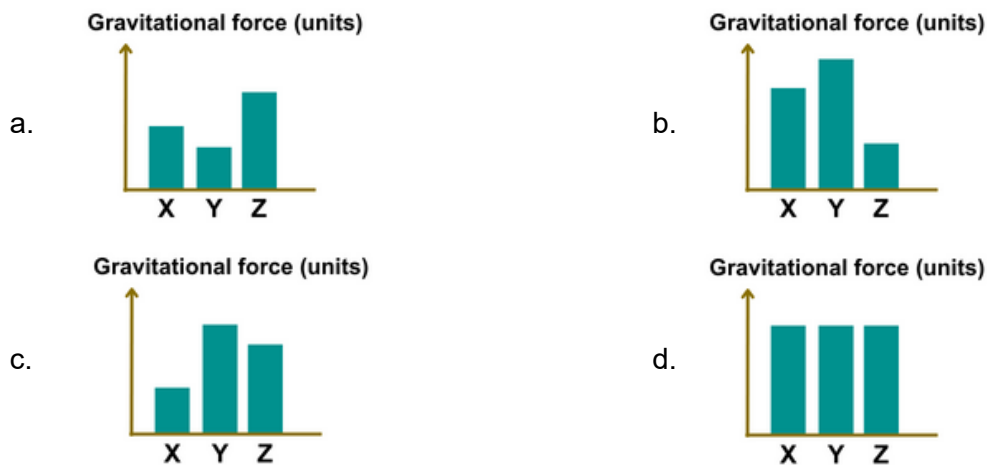 Gravitational force (units)
a.
X Y Z
Gravitational force (units)
b.
X Y Z
Gravitational force (units)
c.
X Y Z
Gravitational force (units)
d.
X Y Z